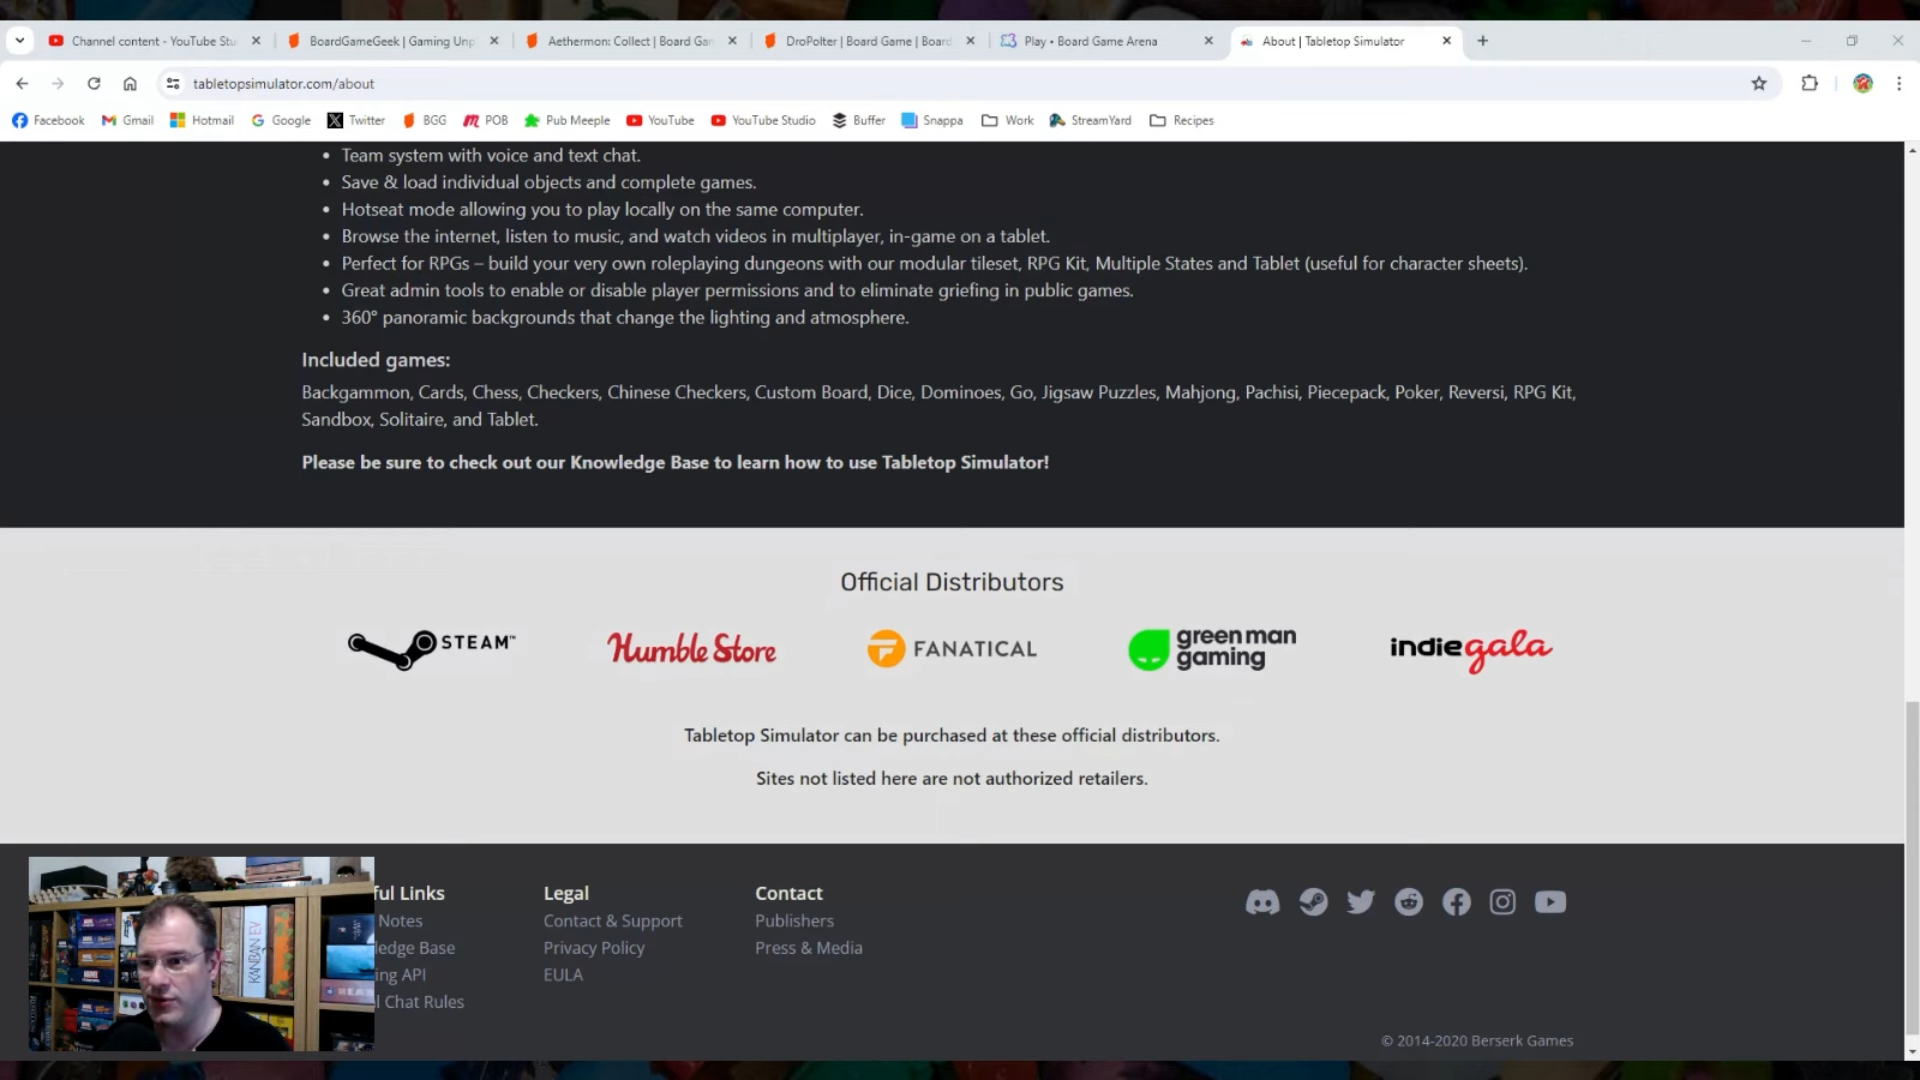 Channel content - YouTube Stu
BoardGameGeek | Gaming Unp
Aethermon: Collect | Board Gam
DroPolter | Board Game | Board
Play • Board Game Arena
About | Tabletop Simulator
tabletopsimulator.com/about
Facebook
Gmail
Hotmail
Google
Twitter
BGG
POB
Pub Meeple
YouTube
YouTube Studio
Buffer
Snappa
Work
StreamYard
Recipes
• Team system with voice and text chat.
• Save & load individual objects and complete games.
• Hotseat mode allowing you to play locally on the same computer.
• Browse the internet, listen to music, and watch videos in multiplayer, in-game on a tablet.
• Perfect for RPGs – build your very own roleplaying dungeons with our modular tileset, RPG Kit, Multiple States and Tablet (useful for character sheets).
• Great admin tools to enable or disable player permissions and to eliminate griefing in public games.
• 360° panoramic backgrounds that change the lighting and atmosphere.
Included games:
Backgammon, Cards, Chess, Checkers, Chinese Checkers, Custom Board, Dice, Dominoes, Go, Jigsaw Puzzles, Mahjong, Pachisi, Piecepack, Poker, Reversi, RPG Kit,
Sandbox, Solitaire, and Tablet.
Please be sure to check out our Knowledge Base to learn how to use Tabletop Simulator!
Official Distributors
STEAM™
Humble Store
FANATICAL
green man
gaming
indiegala
Tabletop Simulator can be purchased at these official distributors.
Sites not listed here are not authorized retailers.
ful Links
Notes
ledge Base
ing API
l Chat Rules
Legal
Contact & Support
Privacy Policy
EULA
Contact
Publishers
Press & Media
KANBAN EV
© 2014-2020 Berserk Games